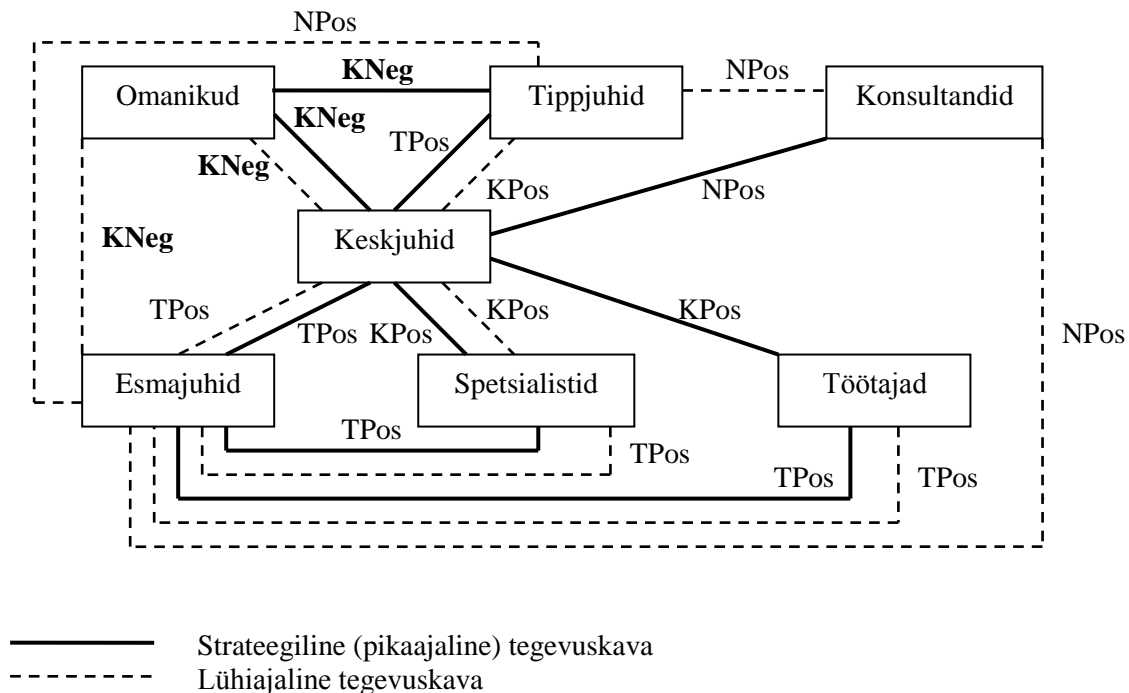 NPos
KNeg
NPos
Omanikud
Tippjuhid
Konsultandid
KNeg
TPos
KNeg
KPos
NPos
KNeg
Keskjuhid
TPos
TPos
KPos
KPos
KPos
NPos
Esmajuhid
Spetsialistid
Töötajad
TPos
TPos
TPos
TPos
Strateegiline (pikaajaline) tegevuskava
Lühiajaline tegevuskava